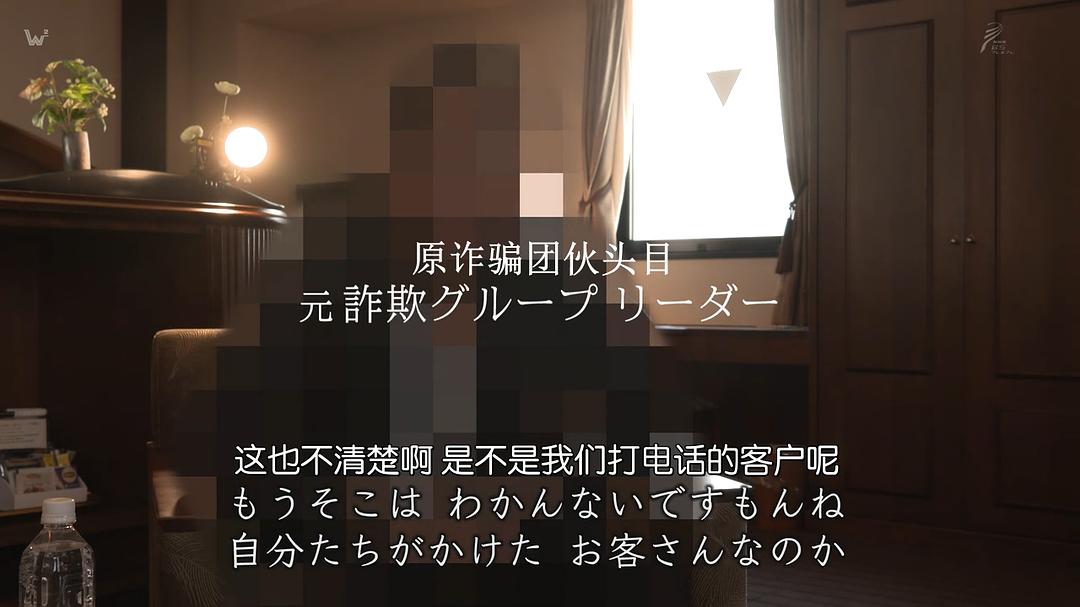 W
BS
原诈骗团伙头目
元 詐欺グループ リーダー
这也不清楚啊 是不是我们打电话的客户呢
もうそこは わかんないですもんね
自分たちがかけた お客さんなのか